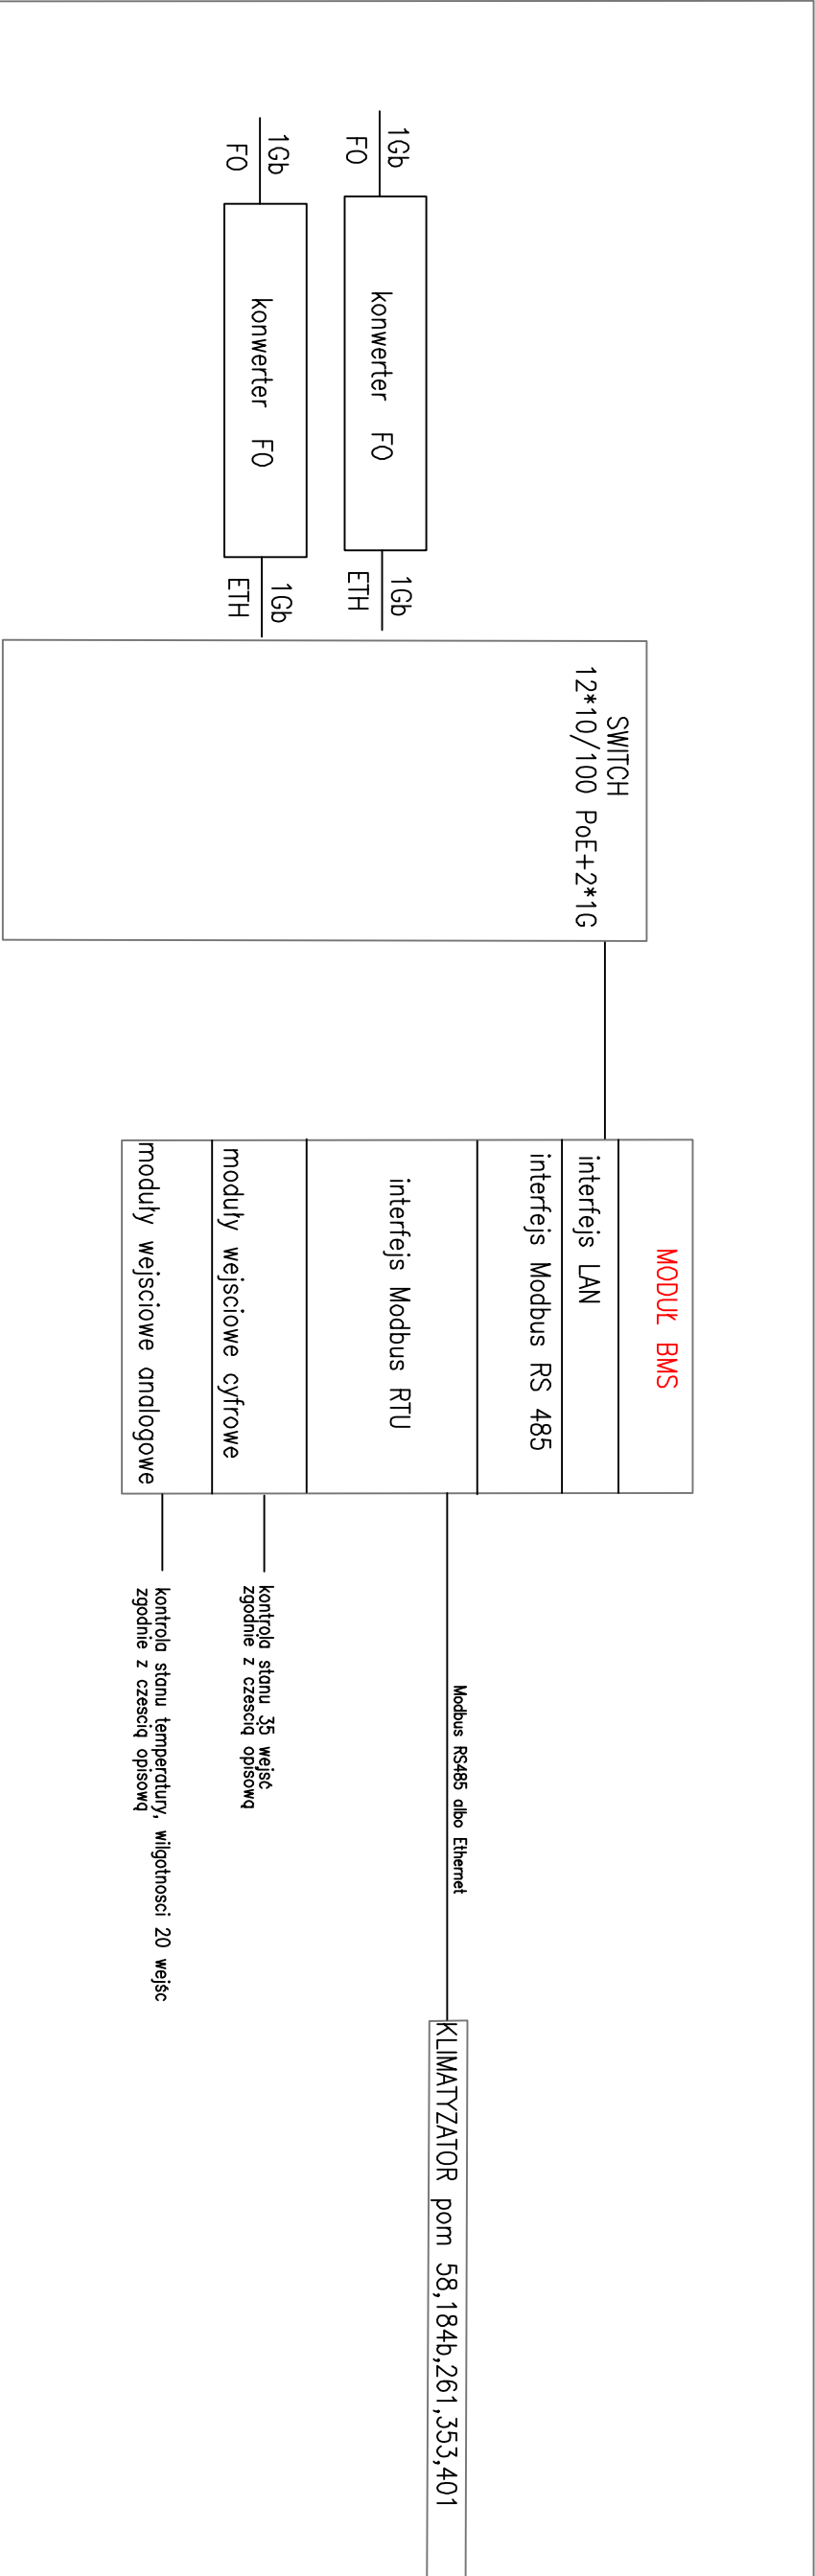 1Gb
FO
konwerter FO
1Gb
ETH
1Gb
FO
konwerter FO
1Gb
ETH
SWITCH
12*10/100 PoE+2*1G
MODUŁ BMS
interfejs LAN
interfejs Modbus RS 485
interfejs Modbus RTU
moduły wejsciowe cyfrowe
moduły wejsciowe analogowe
Modbus RS485 albo Ethernet
kontrola stanu 35 wejść
zgodnie z czescią opisową
kontrola stanu temperatury, wilgotnosci 20 wejśc
zgodnie z czescią opisową
KLIMATYZATOR pom 58,184b,261,353,401